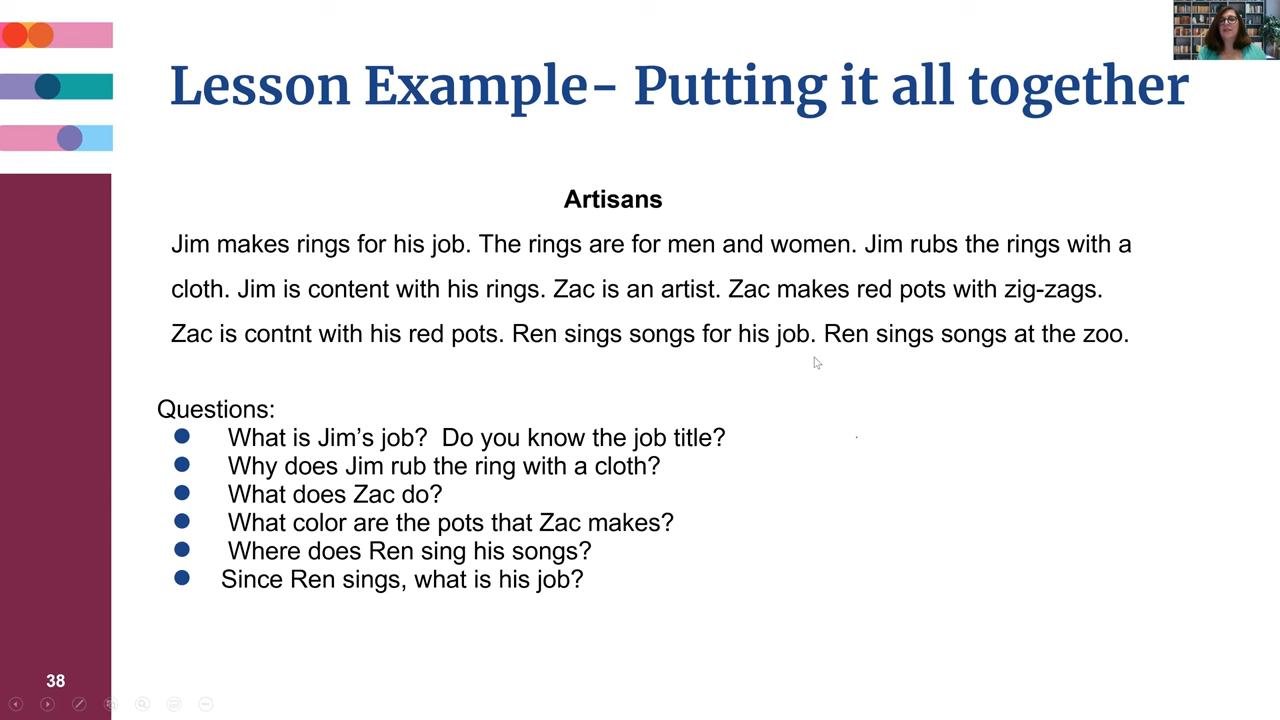 Lesson Example- Putting it all together
Artisans
Jim makes rings for his job. The rings are for men and women. Jim rubs the rings with a
cloth. Jim is content with his rings. Zac is an artist. Zac makes red pots with zig-zags.
Zac is contnt with his red pots. Ren sings songs for his job. Ren sings songs at the zoo.
Questions:
What is Jim's job? Do you know the job title?
Why does Jim rub the ring with a cloth?
What does Zac do?
What color are the pots that Zac makes?
Where does Ren sing his songs?
Since Ren sings, what is his job?
38